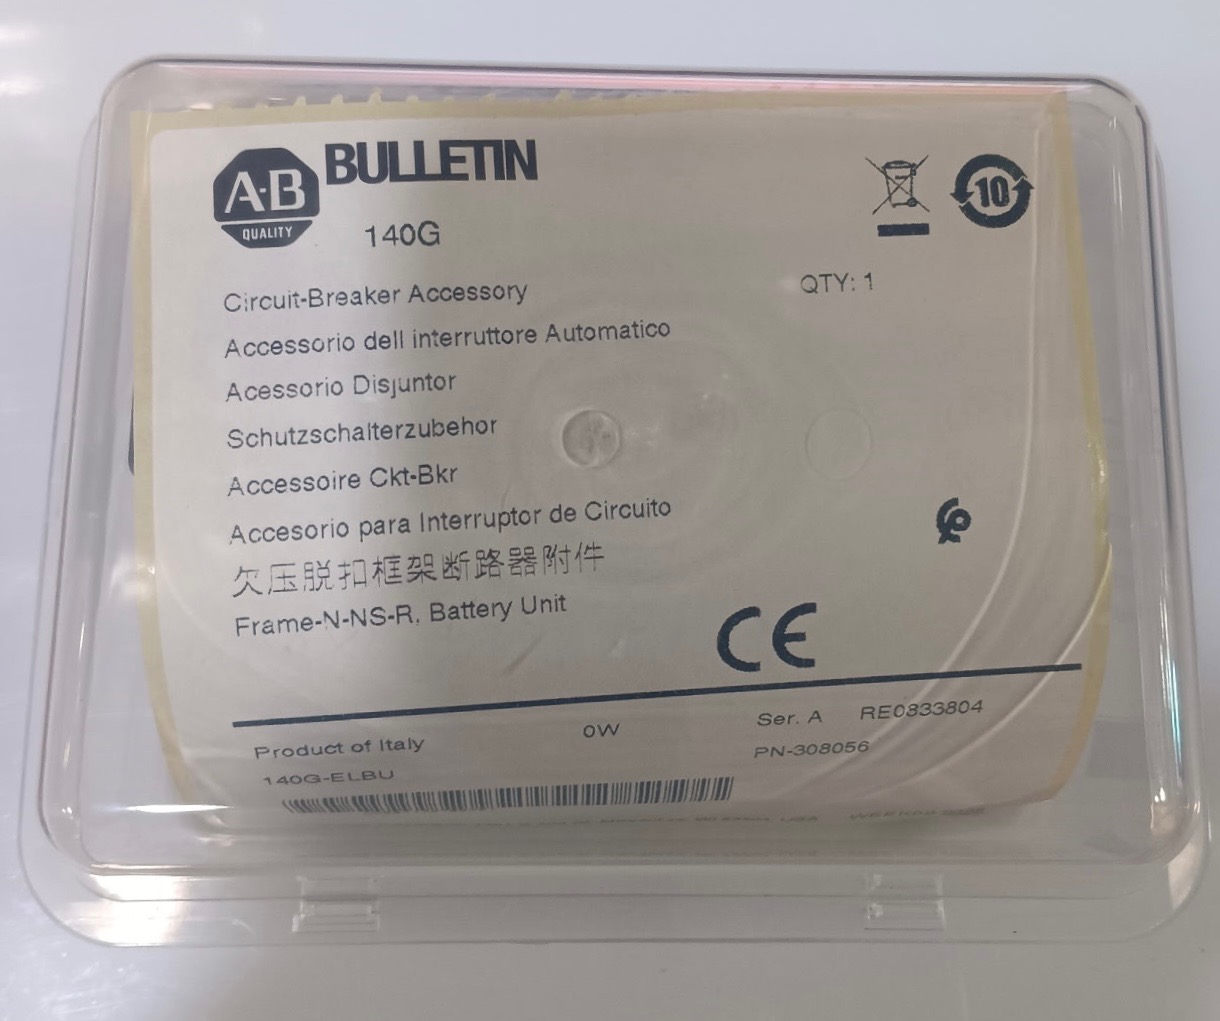 A-B
QUALITY
BULLETIN
140G
10
Circuit-Breaker Accessory
QTY: 1
Accessorio dell interruttore Automatico
Acessorio Disjuntor
Schutzschalterzubehor
Accessoire Ckt-Bkr
Accesorio para Interruptor de Circuito
欠压脱扣框架断路器附件
Frame-N-NS-R, Battery Unit
CE
Product of Italy
0W
Ser. A
RE0833804
140G-ELBU
PN-308056